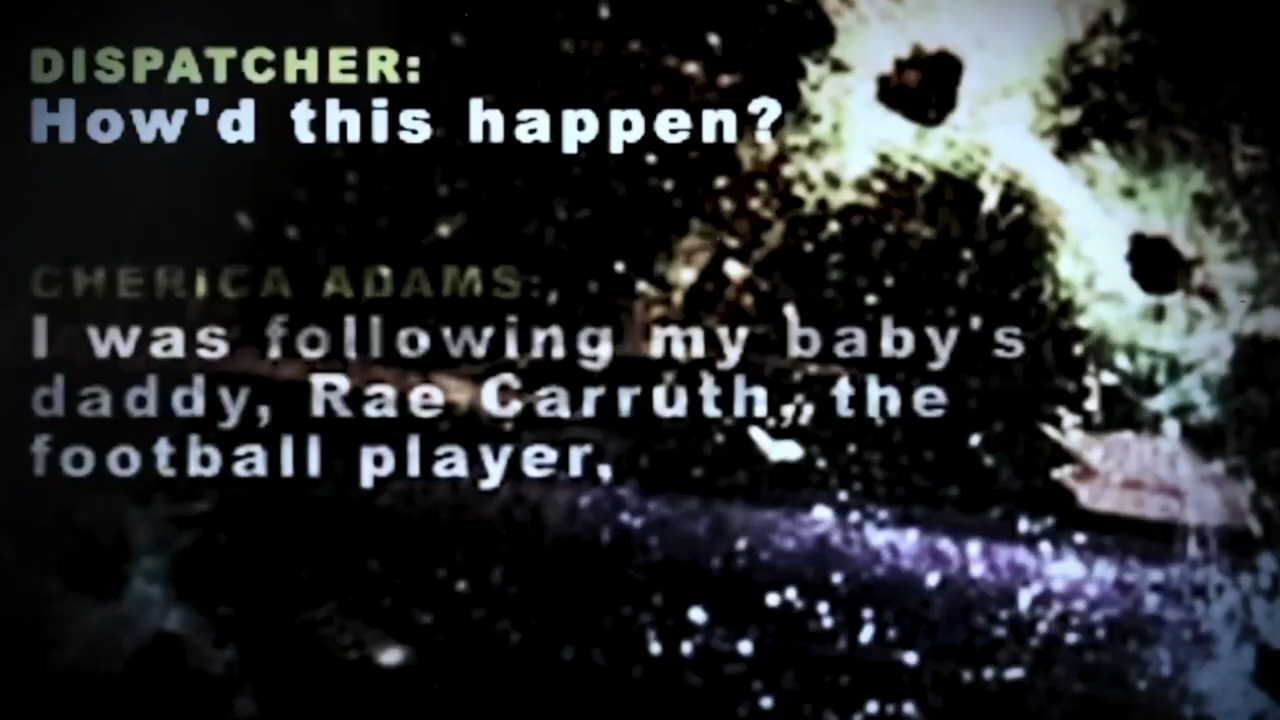 DISPATCHER:
How'd this happen?
CHERICA ADAMS:
I was following my baby's
daddy, Rae Carruth, the
football player,